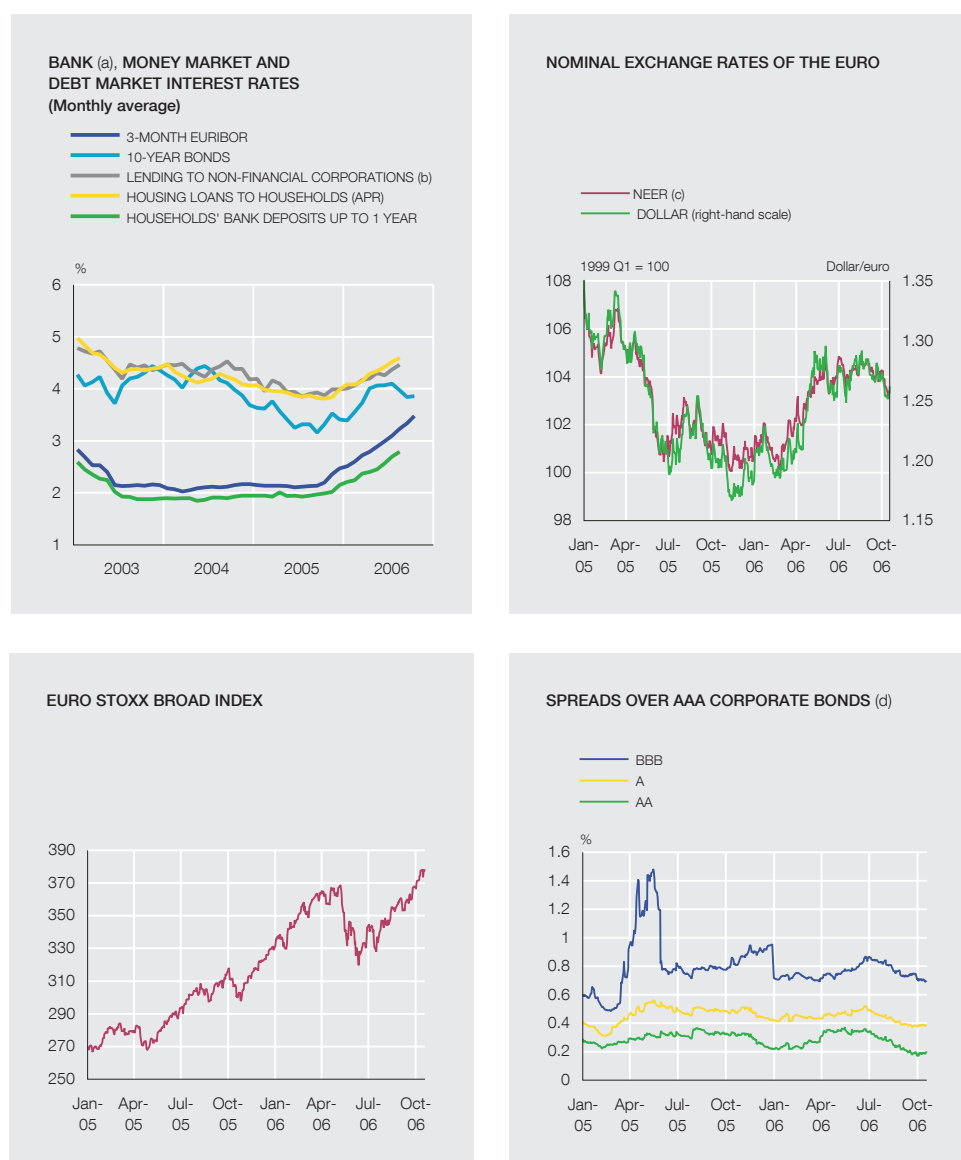 BANK (a), MONEY MARKET AND
DEBT MARKET INTEREST RATES
(Monthly average)
3-MONTH EURIBOR
10-YEAR BONDS
LENDING TO NON-FINANCIAL CORPORATIONS (b)
HOUSING LOANS TO HOUSEHOLDS (APR)
HOUSEHOLDS' BANK DEPOSITS UP TO 1 YEAR
%
6
5
4
3
2
1
2003 2004 2005 2006
NOMINAL EXCHANGE RATES OF THE EURO
NEER (c)
DOLLAR (right-hand scale)
1999 Q1 = 100 Dollar/euro
108 1.35
106
1.30
104
1.25
102
1.20
100
98 1.15
Jan- Apr- Jul- Oct- Jan- Apr- Jul- Oct-
05 05 05 05 06 06 06 06
EURO STOXX BROAD INDEX
390
370
350
330
310
290
270
250
Jan- Apr- Jul- Oct- Jan- Apr- Jul- Oct-
05 05 05 05 06 06 06 06
SPREADS OVER AAA CORPORATE BONDS (d)
BBB
A
AA
%
1.6
1.4
1.2
1
0.8
0.6
0.4
0.2
0
Jan- Apr- Jul- Oct- Jan- Apr- Jul- Oct-
05 05 05 05 06 06 06 06